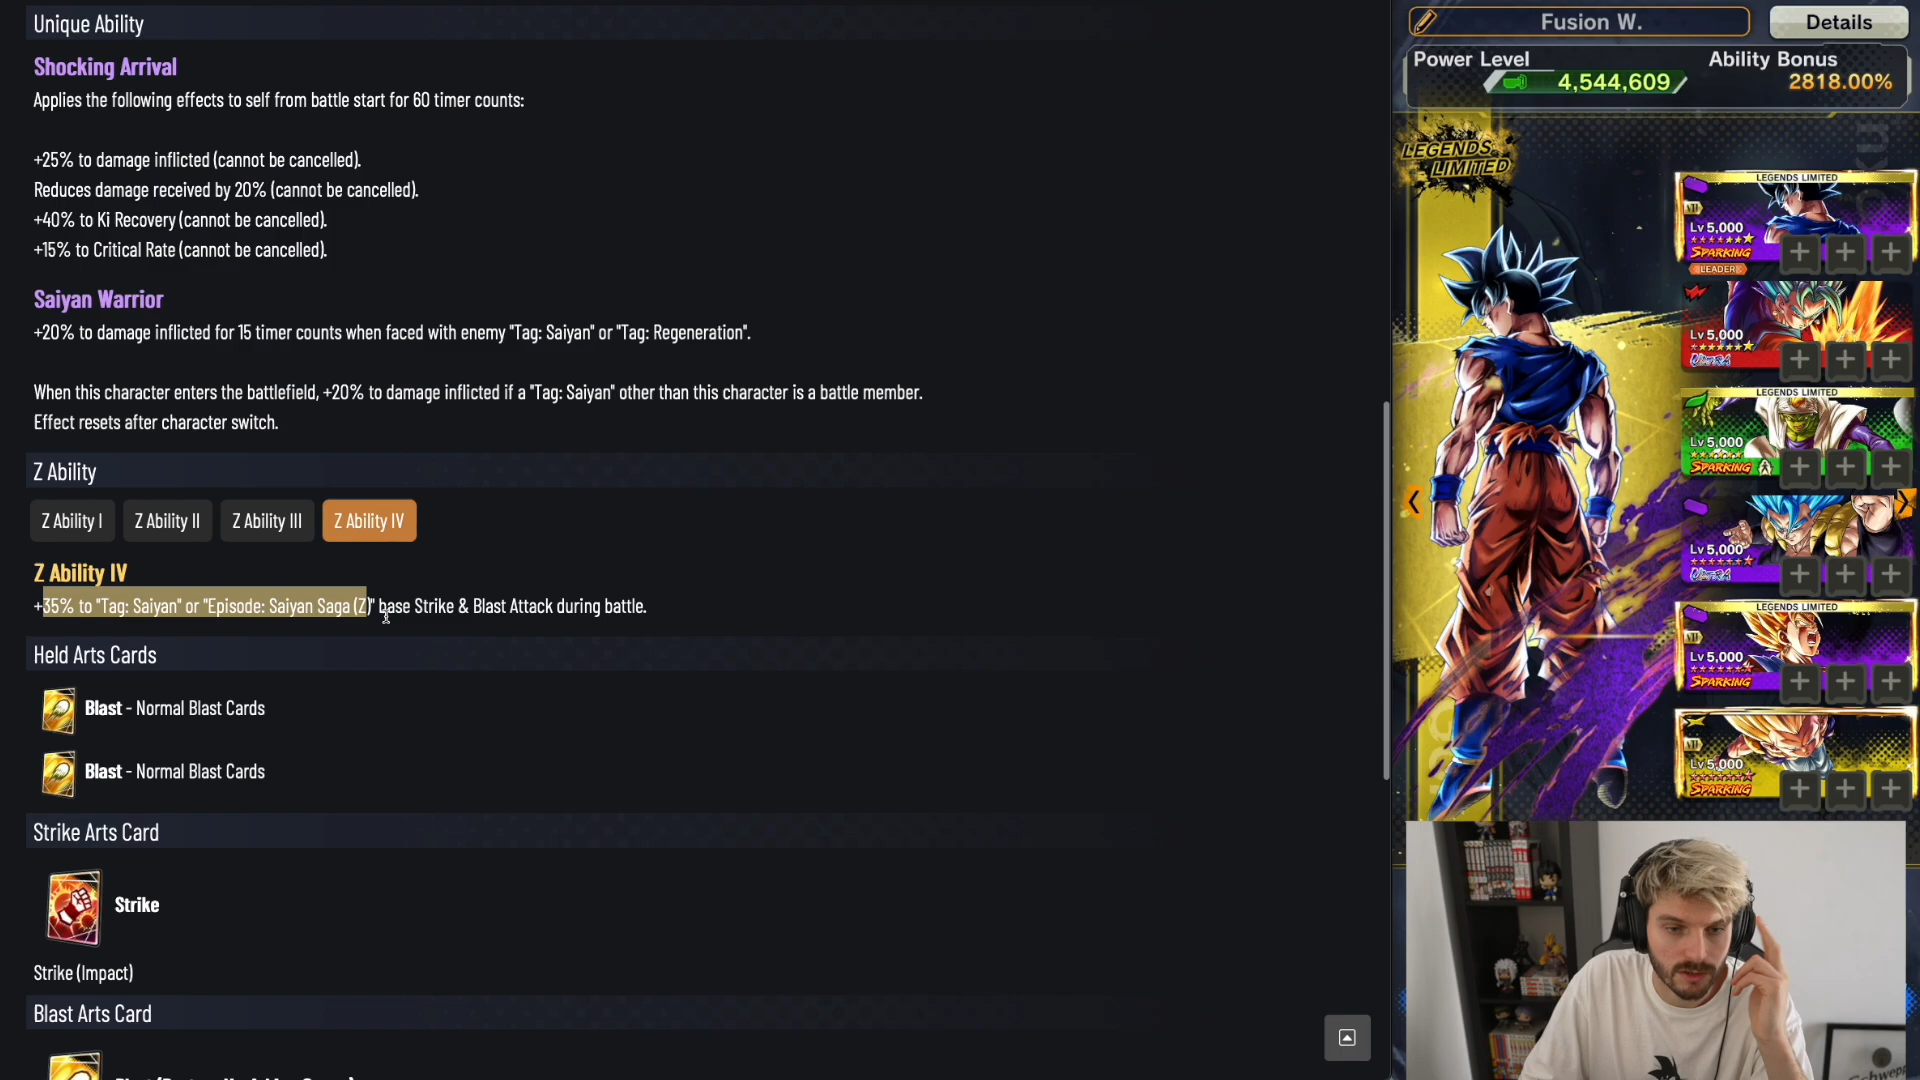 Unique Ability
Shocking Arrival
Applies the following effects to self from battle start for 60 timer counts:
+25% to damage inflicted (cannot be cancelled).
Reduces damage received by 20% (cannot be cancelled).
+40% to Ki Recovery (cannot be cancelled).
+15% to Critical Rate (cannot be cancelled).
Saiyan Warrior
+20% to damage inflicted for 15 timer counts when faced with enemy "Tag: Saiyan" or "Tag: Regeneration".
When this character enters the battlefield, +20% to damage inflicted if a "Tag: Saiyan" other than this character is a battle member.
Effect resets after character switch.
Z Ability
Z Ability I
Z Ability II
Z Ability III
Z Ability IV
Z Ability IV
+35% to "Tag: Saiyan" or "Episode: Saiyan Saga (Z)" base Strike & Blast Attack during battle.
Held Arts Cards
Blast - Normal Blast Cards
Blast - Normal Blast Cards
Strike Arts Card
Strike
Strike (Impact)
Blast Arts Card
Fusion W.
Details
Power Level
4,544,609
Ability Bonus
2818.00%
LEGENDS
LIMITED
LEGENDS LIMITED
VII
Lv 5,000
SPARKING
LEADER
Lv 5,000
ULTRA
LEGENDS LIMITED
Lv 5,000
SPARKING
Lv 5,000
ULTRA
LEGENDS LIMITED
VII
Lv 5,000
SPARKING
VII
Lv 5,000
SPARKING